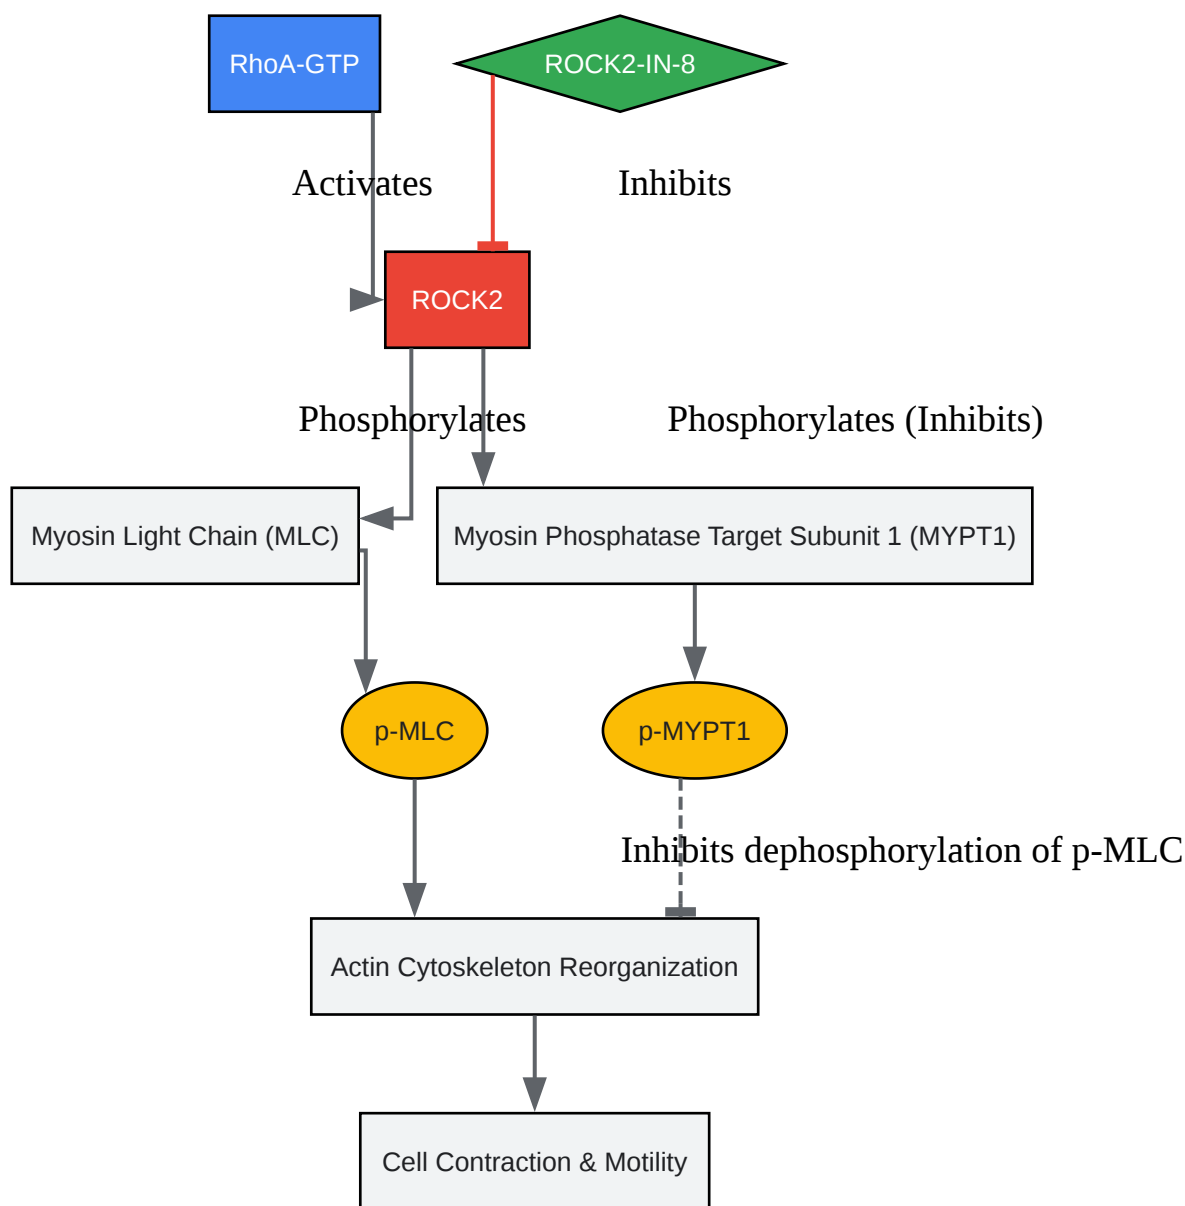 RhoA-GTP
ROCK2-IN-8
Activates
Inhibits
ROCK2
Phosphorylates
Phosphorylates (Inhibits)
Myosin Light Chain (MLC)
Myosin Phosphatase Target Subunit 1 (MYPT1)
p-MLC
p-MYPT1
Inhibits dephosphorylation of p-MLC
Actin Cytoskeleton Reorganization
Cell Contraction & Motility